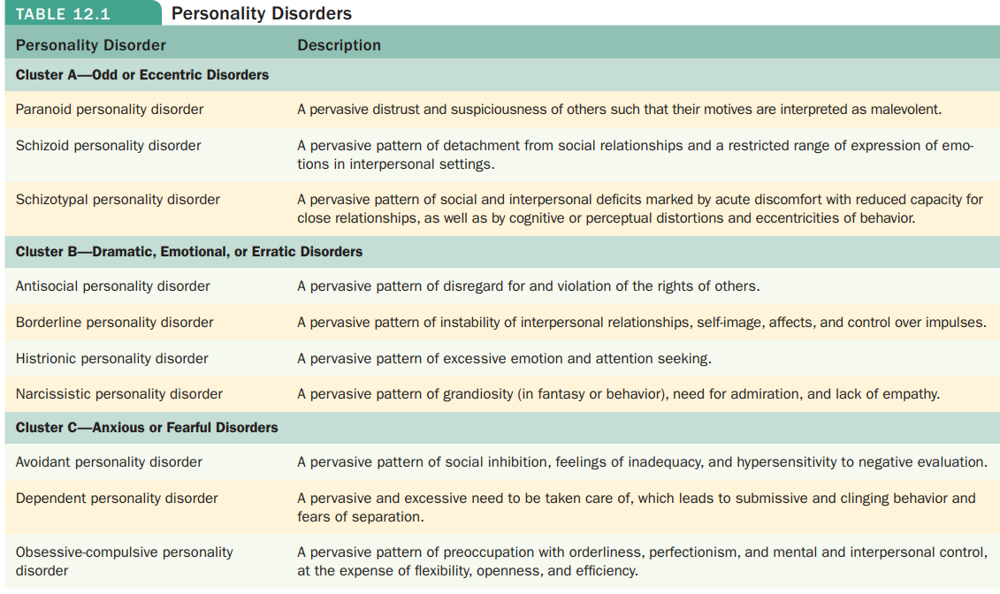 TABLE 12.1 Personality Disorders
Personality Disorder Description
Cluster A—Odd or Eccentric Disorders
Paranoid personality disorder A pervasive distrust and suspiciousness of others such that their motives are interpreted as malevolent.
Schizoid personality disorder A pervasive pattern of detachment from social relationships and a restricted range of expression of emo-
tions in interpersonal settings.
Schizotypal personality disorder A pervasive pattern of social and interpersonal deficits marked by acute discomfort with reduced capacity for
close relationships, as well as by cognitive or perceptual distortions and eccentricities of behavior.
Cluster B—Dramatic, Emotional, or Erratic Disorders
Antisocial personality disorder A pervasive pattern of disregard for and violation of the rights of others.
Borderline personality disorder A pervasive pattern of instability of interpersonal relationships, self-image, affects, and control over impulses.
Histrionic personality disorder A pervasive pattern of excessive emotion and attention seeking.
Narcissistic personality disorder A pervasive pattern of grandiosity (in fantasy or behavior), need for admiration, and lack of empathy.
Cluster C—Anxious or Fearful Disorders
Avoidant personality disorder A pervasive pattern of social inhibition, feelings of inadequacy, and hypersensitivity to negative evaluation.
Dependent personality disorder A pervasive and excessive need to be taken care of, which leads to submissive and clinging behavior and
fears of separation.
Obsessive-compulsive personality A pervasive pattern of preoccupation with orderliness, perfectionism, and mental and interpersonal control,
disorder at the expense of flexibility, openness, and efficiency.